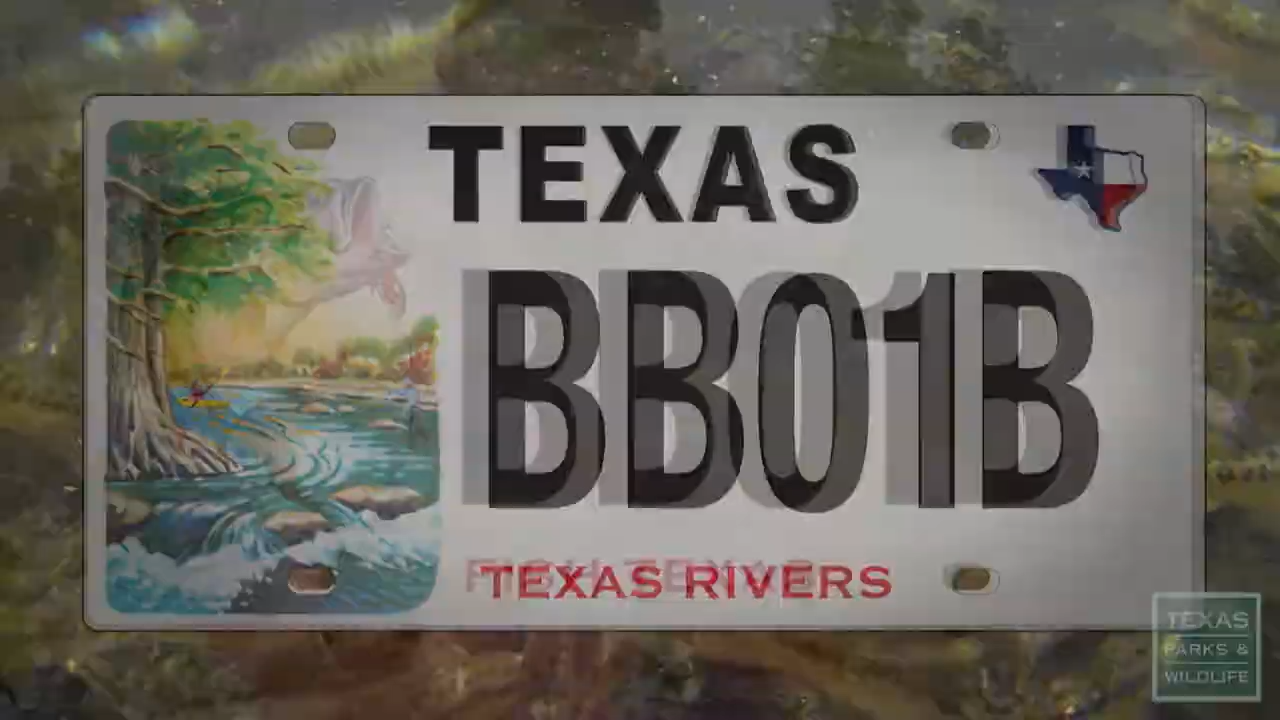 TEXAS
BB01B
TEXAS RIVERS
TEXAS
PARKS &
WILDLIFE